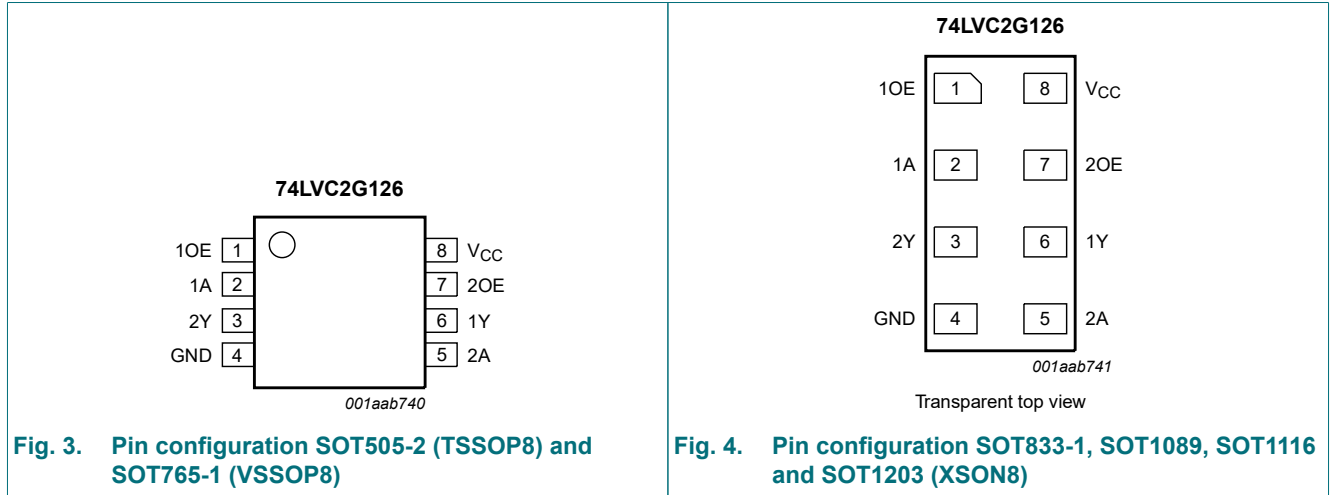 74LVC2G126
1OE 1
8 VCC
1A 2
7 2OE
2Y 3
6 1Y
GND 4
5 2A
001aab740
Fig. 3. Pin configuration SOT505-2 (TSSOP8) and
SOT765-1 (VSSOP8)
74LVC2G126
1OE 1
8 VCC
1A 2
7 2OE
2Y 3
6 1Y
GND 4
5 2A
001aab741
Transparent top view
Fig. 4. Pin configuration SOT833-1, SOT1089, SOT1116
and SOT1203 (XSON8)